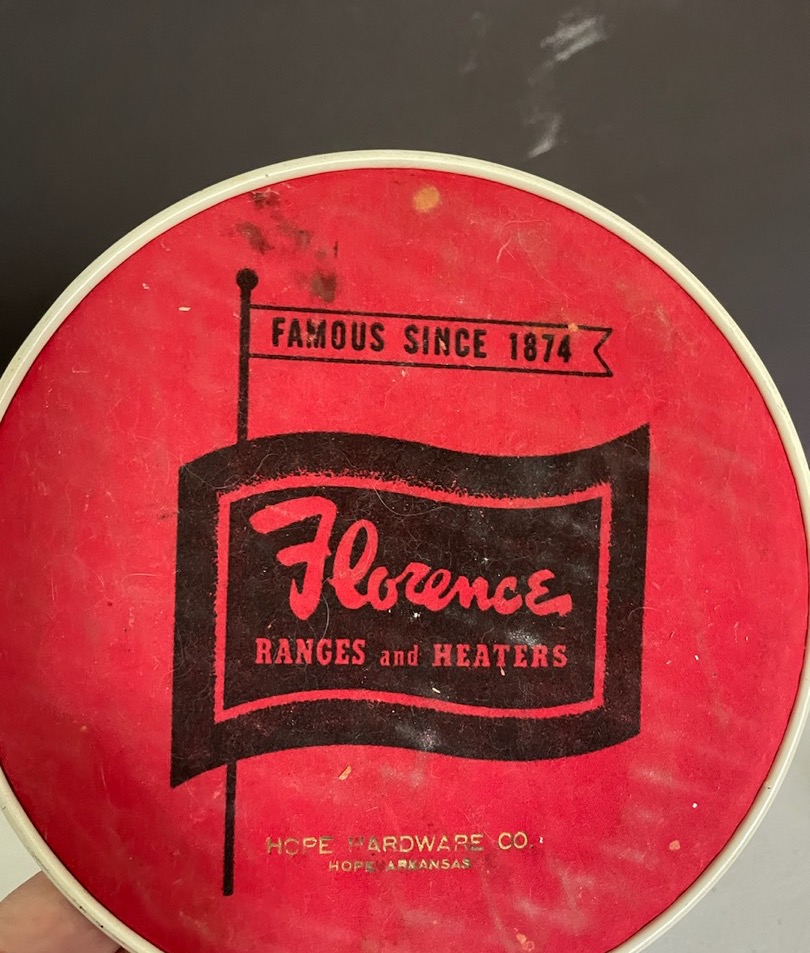 FAMOUS SINCE 1874
Florence
RANGES and HEATERS
HOPE HARDWARE CO.
HOPE ARKANSAS